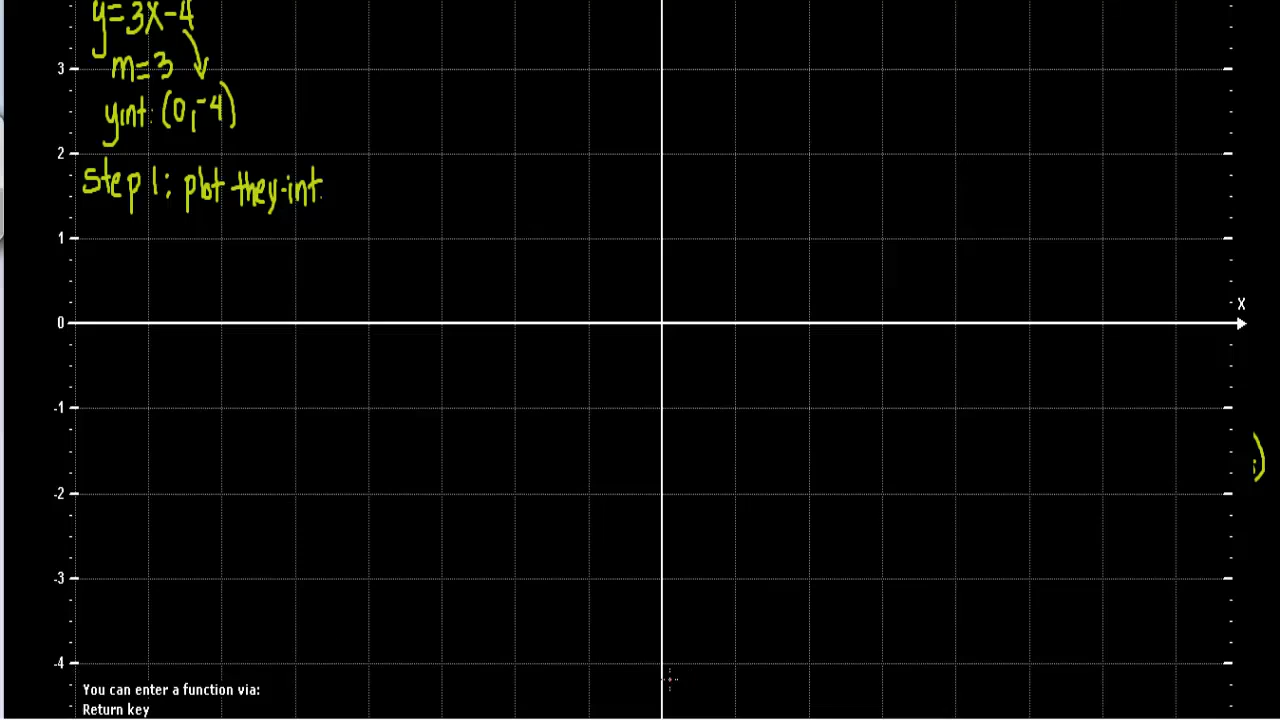 y=3x-4
m=3
3
yint: (0,-4)
2
Step 1: plot the y-int.
1
X
0
-1
)
-2
-3
-4
You can enter a function via:
Return key